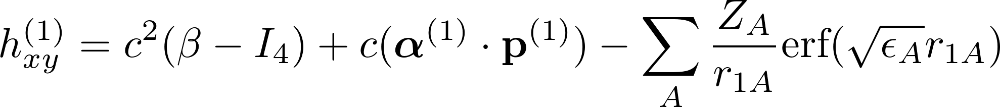 h_{xy}^{(1)} = c^2(\beta - I_4) + c(\boldsymbol{\alpha}^{(1)} \cdot \mathbf{p}^{(1)}) - \sum_A \frac{Z_A}{r_{1A}} \mathrm{erf}(\sqrt{\epsilon_A} r_{1A})